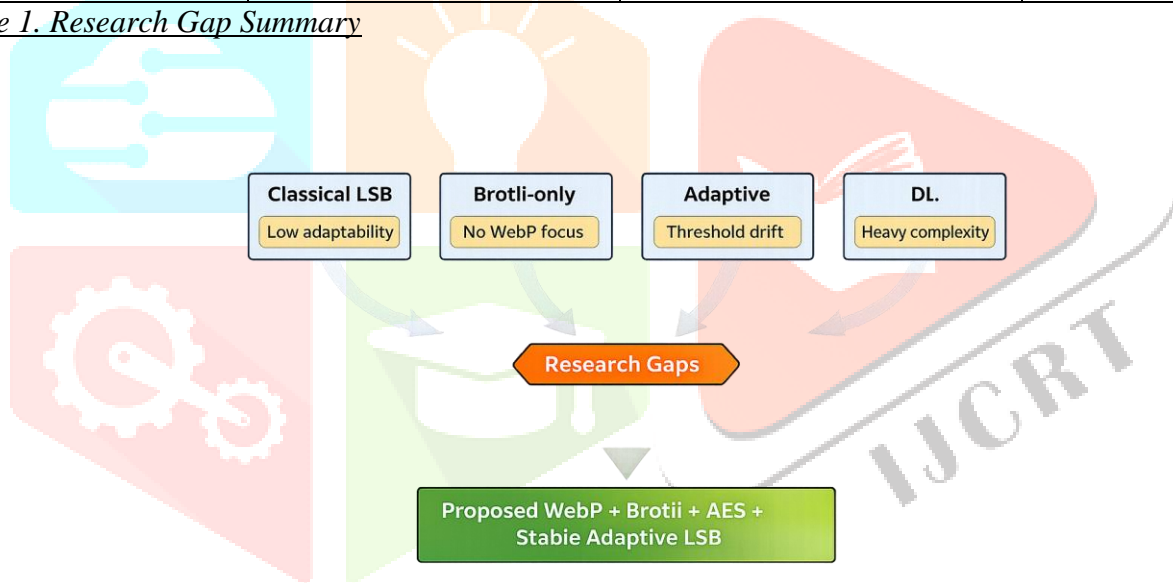 e 1. Research Gap Summary
Classical LSB
Low adaptability
Brotli-only
No WebP focus
Adaptive
Threshold drift
DL.
Heavy complexity
Research Gaps
IJCRT
Proposed WebP + Brotii + AES +
Stabie Adaptive LSB